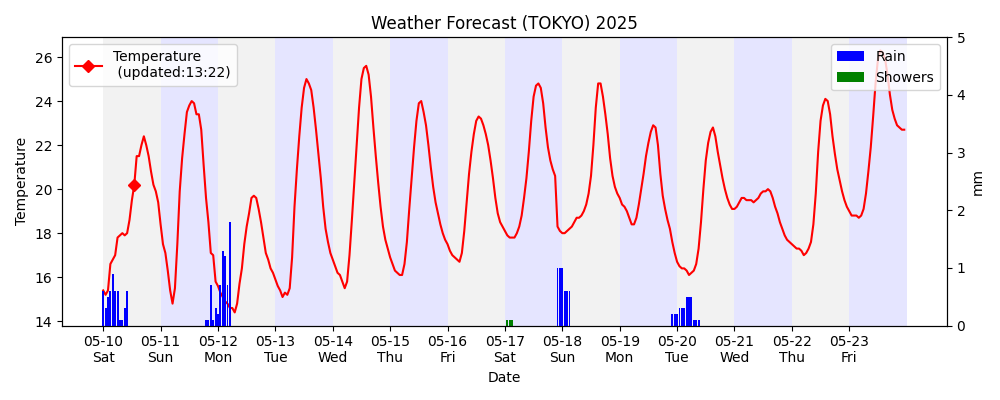 Weather Forecast (TOKYO) 2025
Temperature
(updated:13:22)
Rain
Showers
Temperature
26
24
22
20
18
16
14
5
4
3
2
1
0
mm
05-10 05-11 05-12 05-13 05-14 05-15 05-16 05-17 05-18 05-19 05-20 05-21 05-22 05-23
Sat Sun Mon Tue Wed Thu Fri Sat Sun Mon Tue Wed Thu Fri
Date